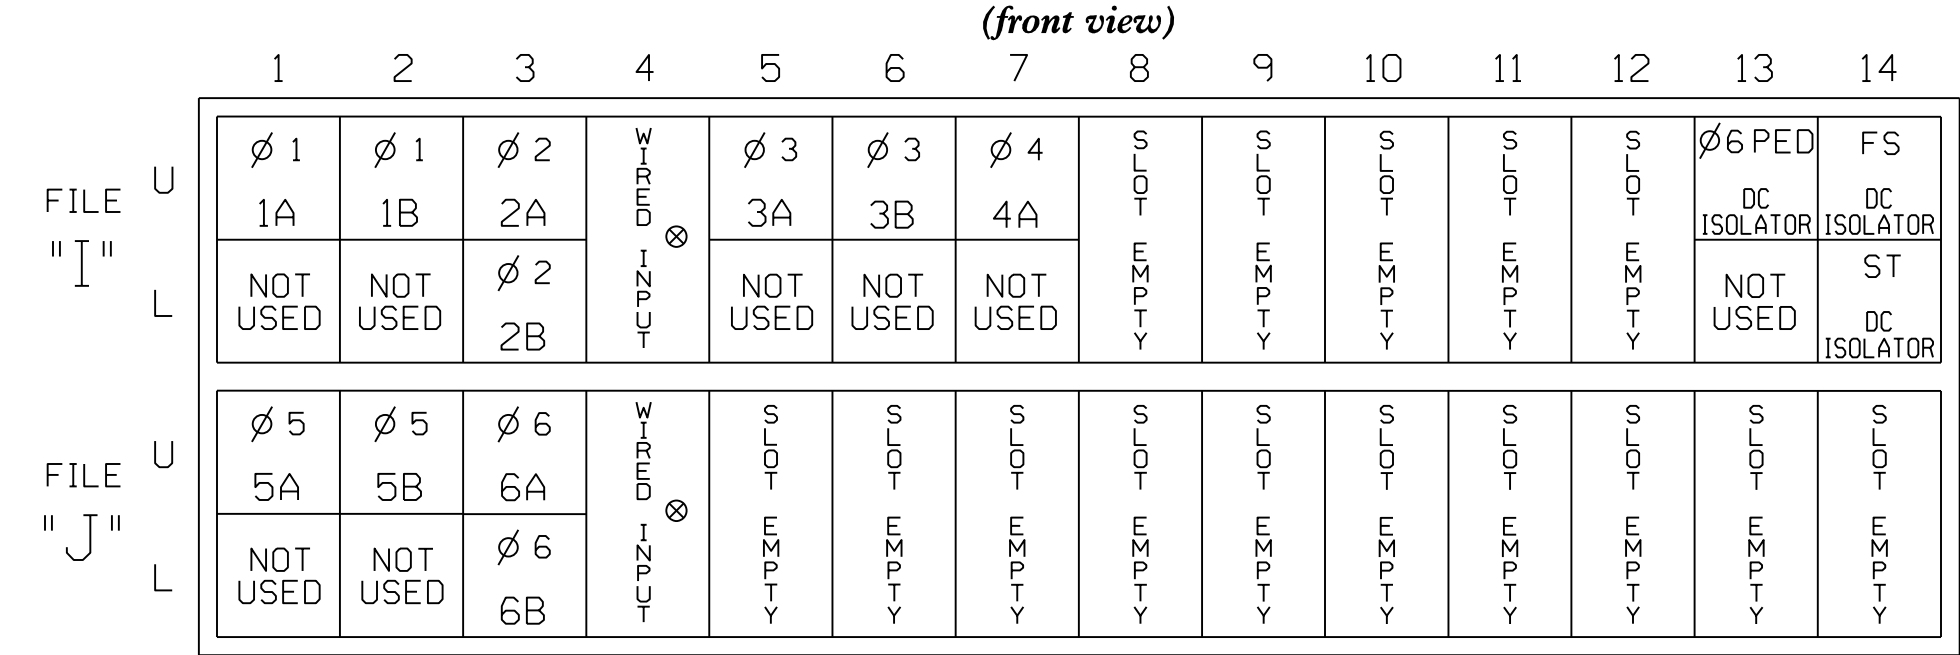 (front view)
1 2 3 4 5 6 7 8 9 10 11 12 13 14
FILE "I"
U
L
Ø 1
1A
NOT
USED
Ø 1
1B
NOT
USED
Ø 2
2A
Ø 2
2B
WIRED INPUT
Ø 3
3A
NOT
USED
Ø 3
3B
NOT
USED
Ø 4
4A
NOT
USED
SLOT EMPTY
SLOT EMPTY
SLOT EMPTY
SLOT EMPTY
SLOT EMPTY
Ø6 PED
DC
ISOLATOR
NOT
USED
FS
DC
ISOLATOR
ST
DC
ISOLATOR
FILE "J"
U
L
Ø 5
5A
NOT
USED
Ø 5
5B
NOT
USED
Ø 6
6A
Ø 6
6B
WIRED INPUT
SLOT EMPTY
SLOT EMPTY
SLOT EMPTY
SLOT EMPTY
SLOT EMPTY
SLOT EMPTY
SLOT EMPTY
SLOT EMPTY
SLOT EMPTY
SLOT EMPTY